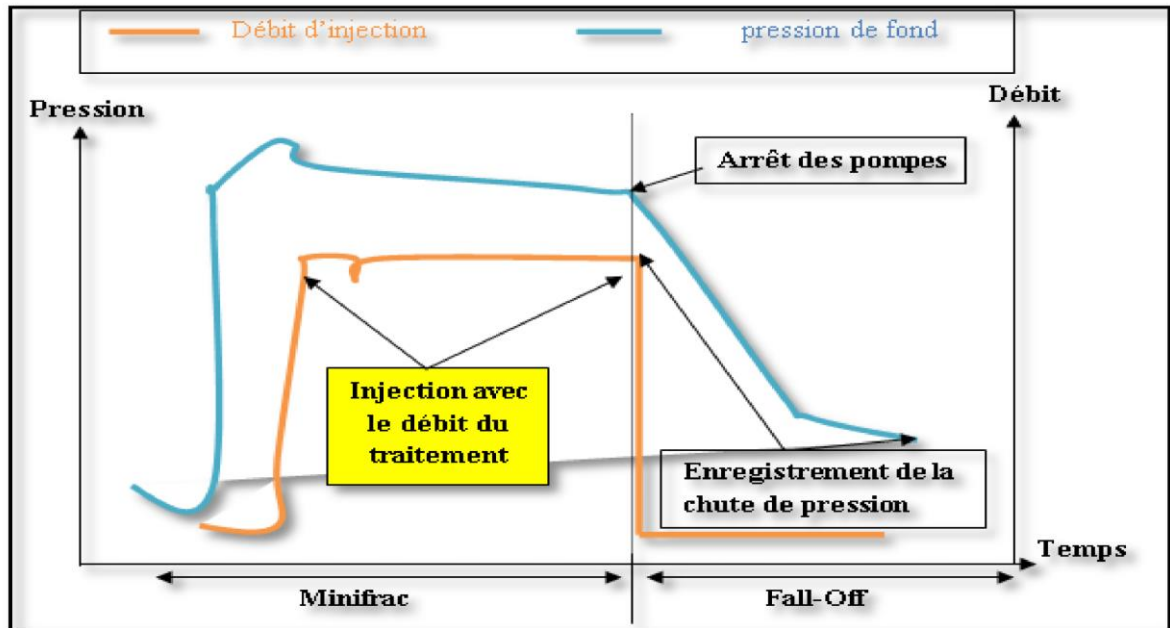 Débit d'injection
pression de fond
Pression
Débit
Arrêt des pompes
Injection avec
le débit du
traitement
Enregistrement de la
chute de pression
Temps
Minifrac
Fall-Off